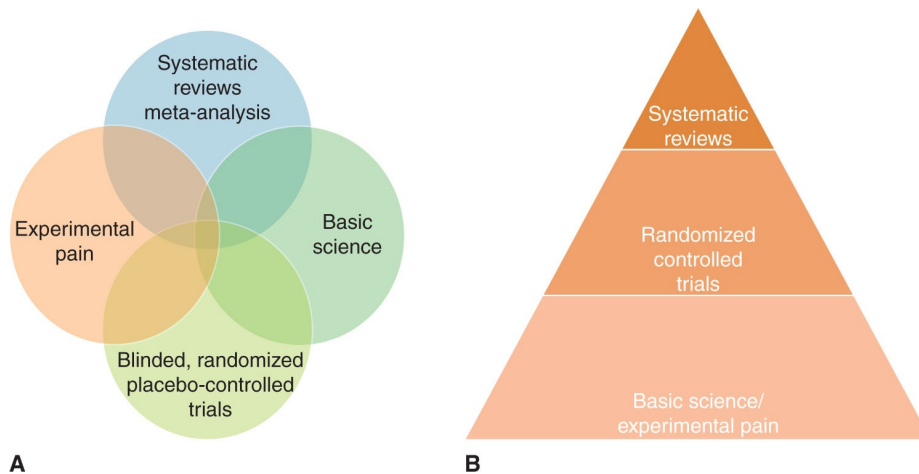 Systematic
reviews
meta-analysis
Experimental
pain
Basic
science
Blinded, randomized
placebo-controlled
trials
A
Systematic
reviews
Randomized
controlled
trials
Basic science/
experimental pain
B